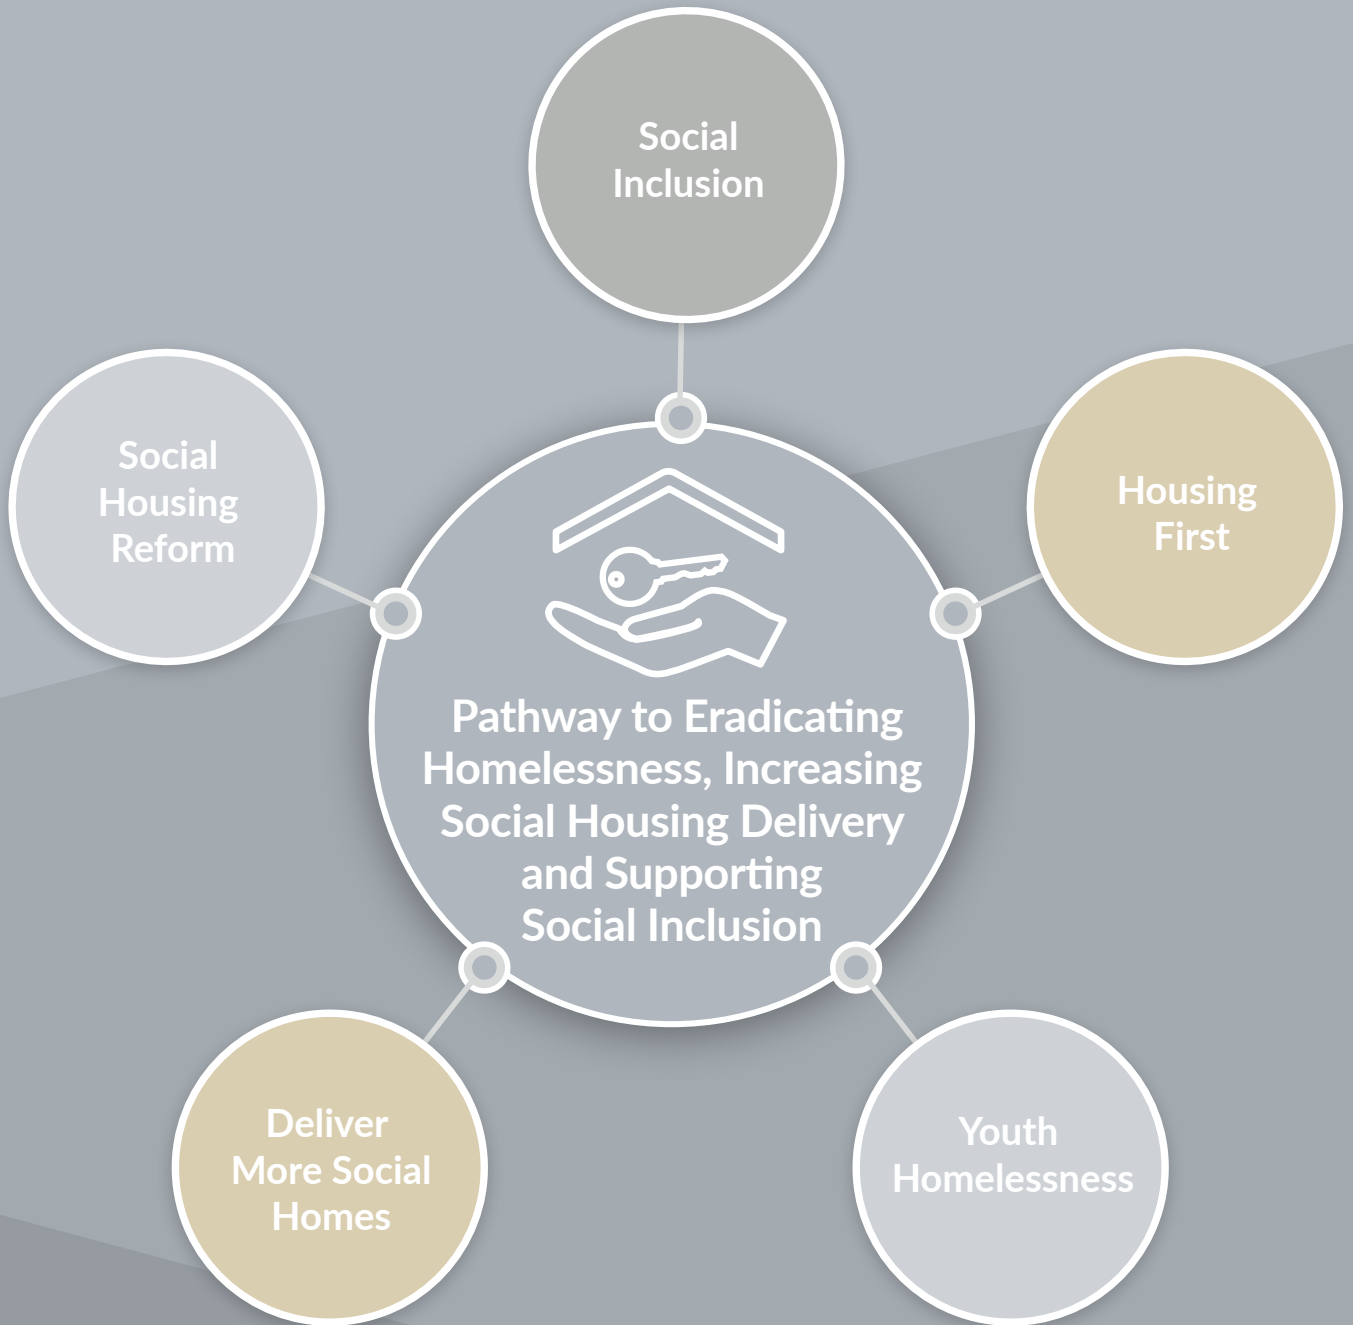 Social
Inclusion
Social
Housing
Reform
Housing
First
Pathway to Eradicating
Homelessness, Increasing
Social Housing Delivery
and Supporting
Social Inclusion
Deliver
More Social
Homes
Youth
Homelessness